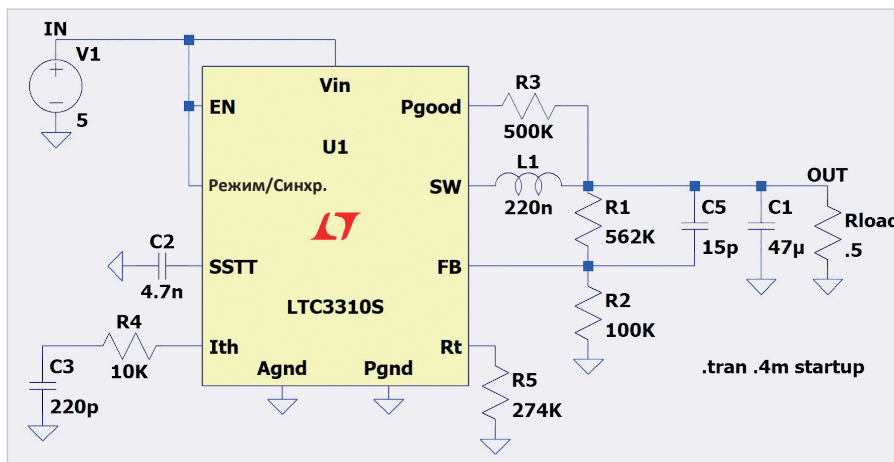 IN
V1
5
Vin
EN
Pgood
U1
Режим/Синхр.
SW
SSTT
FB
LTC3310S
Ith
Rt
Agnd
Pgnd
R3
500K
L1
220n
OUT
R1
562K
C5
15p
C1
47µ
Rload
.5
C2
4.7n
R2
100K
R4
10K
C3
220p
R5
274K
.tran .4m startup